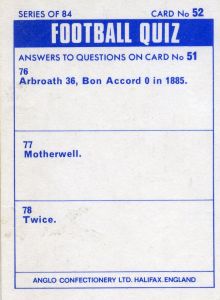 SERIES OF 84 CARD No 52
FOOTBALL QUIZ
ANSWERS TO QUESTIONS ON CARD No 51
76
Arbroath 36, Bon Accord 0 in 1885.
77
Motherwell.
78
Twice.
ANGLO CONFECTIONERY LTD. HALIFAX. ENGLAND